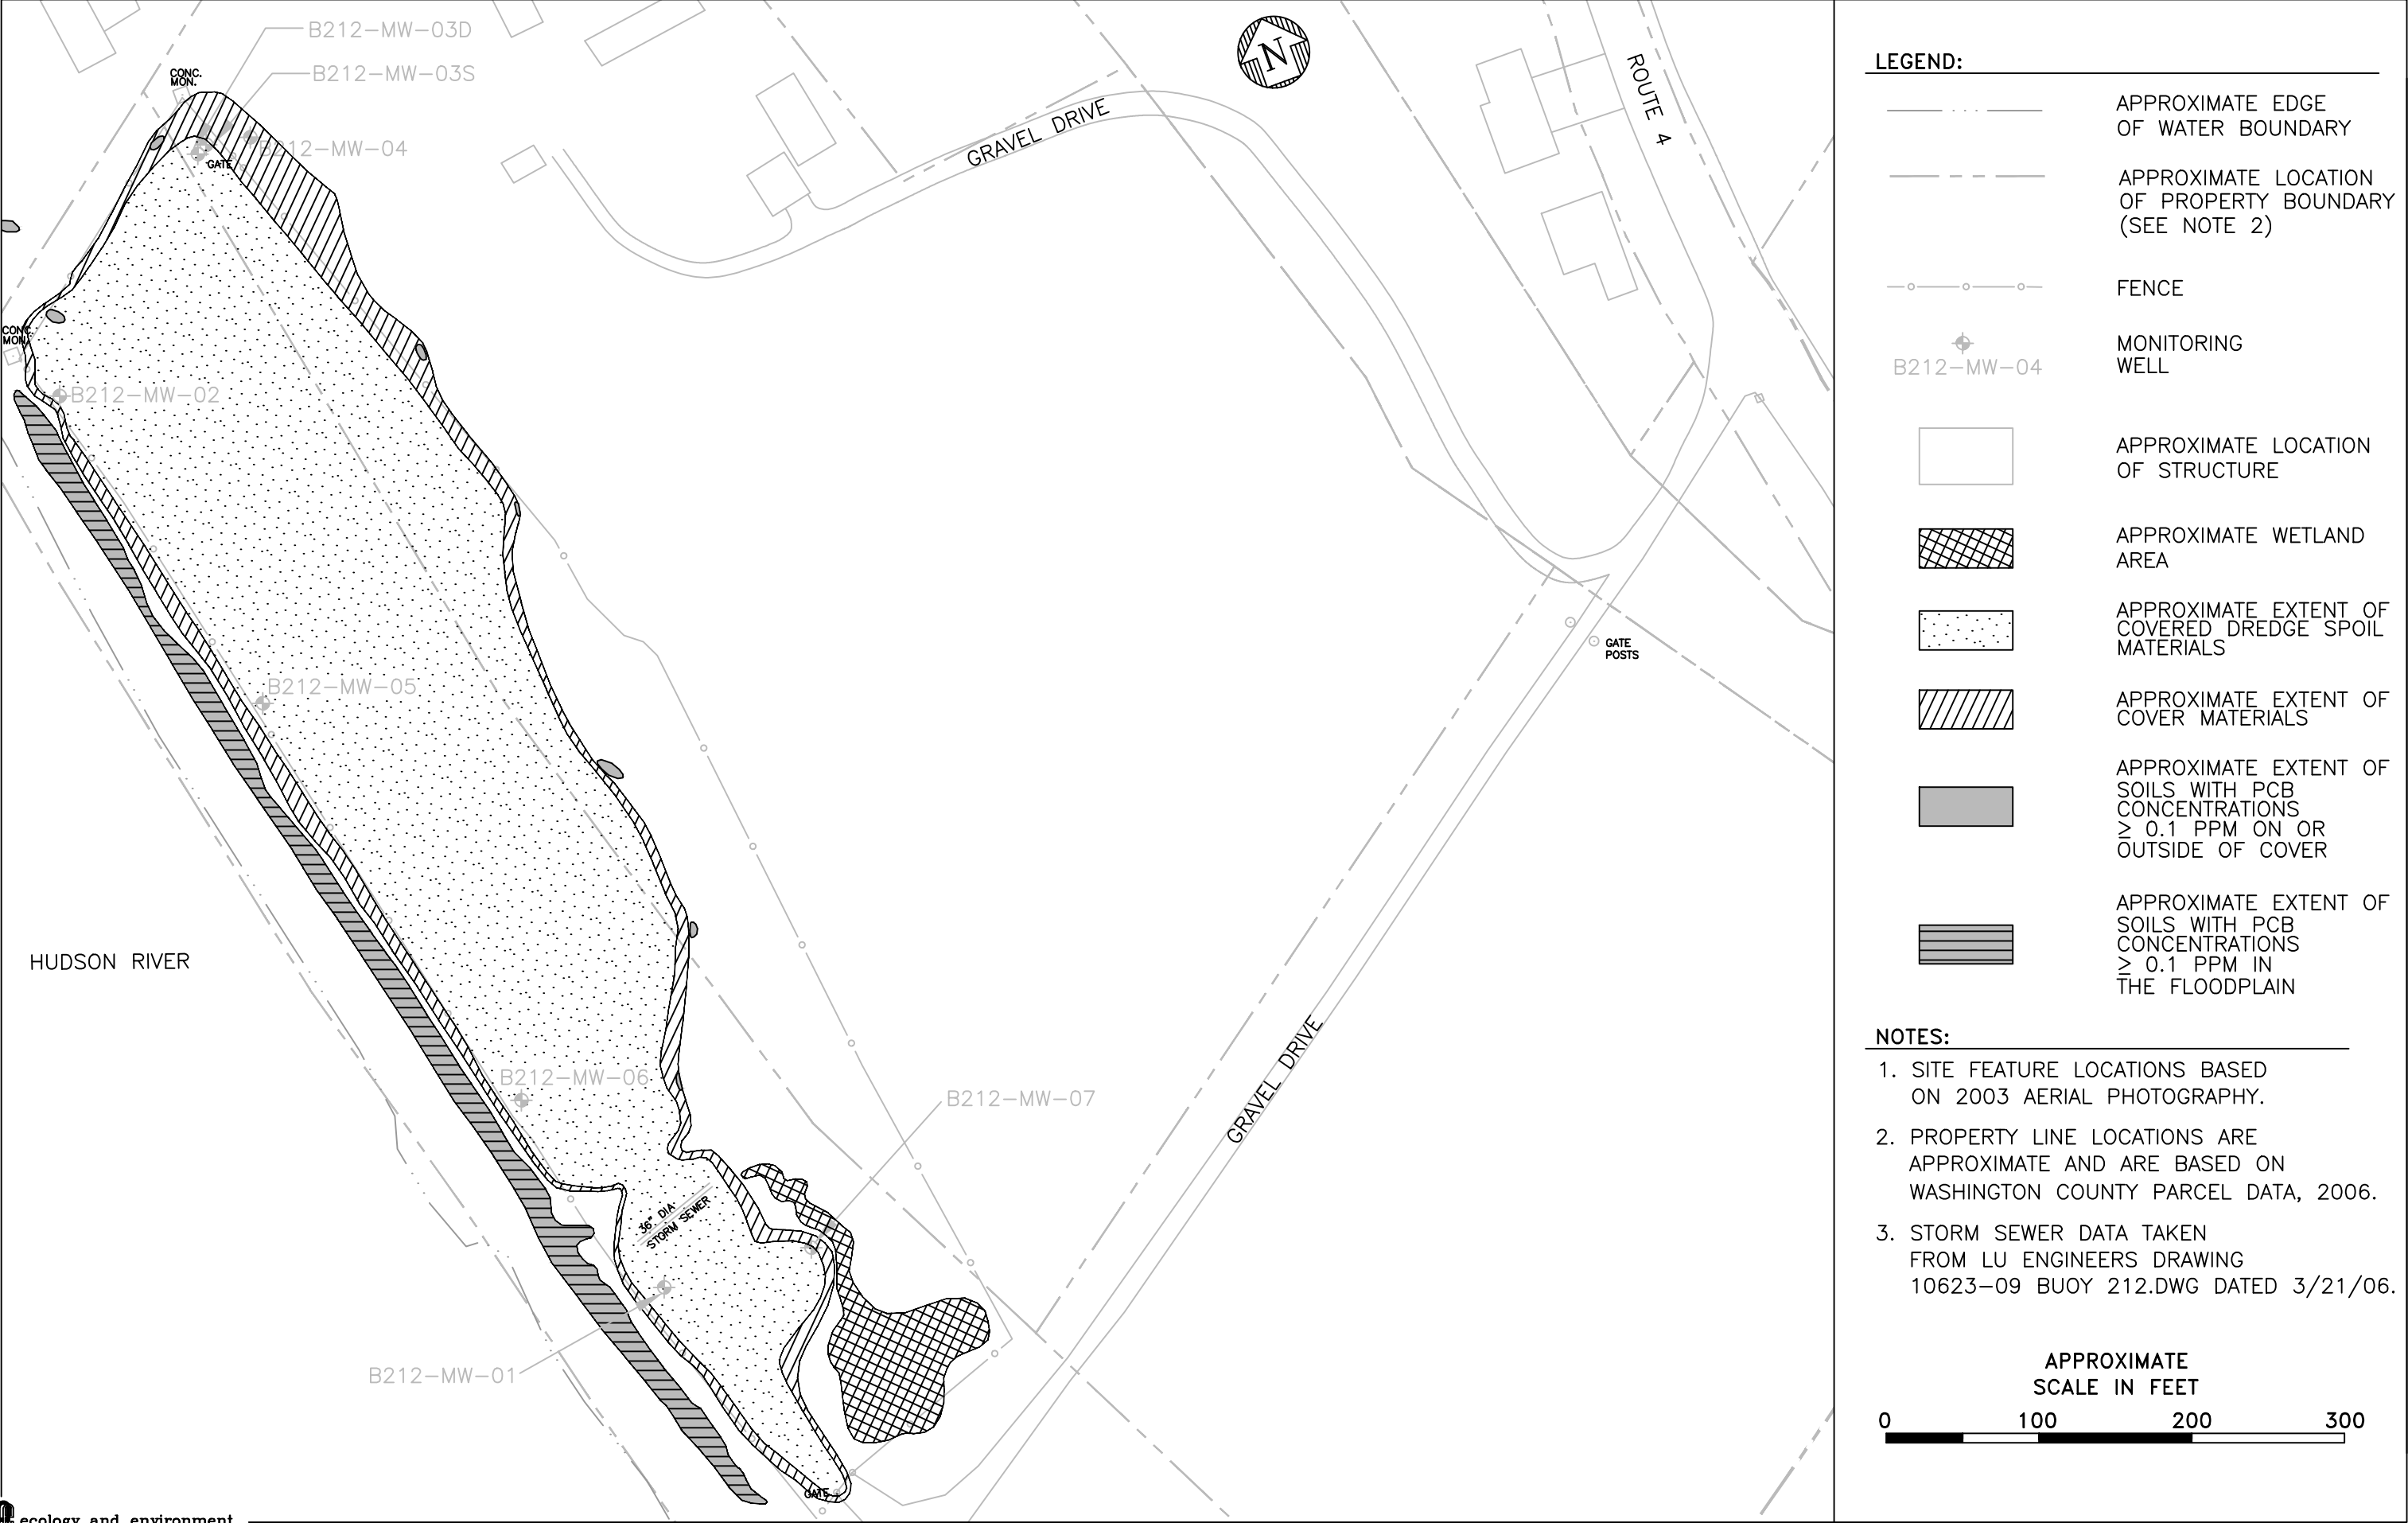 B212-MW-03D
CONC.
MON.
B212-MW-03S
B212-MW-04
GATE
N
GRAVEL DRIVE
ROUTE 4
CONC.
MON.
B212-MW-02
GATE
POSTS
B212-MW-05
HUDSON RIVER
B212-MW-06
B212-MW-07
GRAVEL DRIVE
36" DIA.
STORM SEWER
B212-MW-01
GATE
ecology and environment
LEGEND:
APPROXIMATE EDGE
OF WATER BOUNDARY
APPROXIMATE LOCATION
OF PROPERTY BOUNDARY
(SEE NOTE 2)
FENCE
B212-MW-04
MONITORING
WELL
APPROXIMATE LOCATION
OF STRUCTURE
APPROXIMATE WETLAND
AREA
APPROXIMATE EXTENT OF
COVERED DREDGE SPOIL
MATERIALS
APPROXIMATE EXTENT OF
COVER MATERIALS
APPROXIMATE EXTENT OF
SOILS WITH PCB
CONCENTRATIONS
≥ 0.1 PPM ON OR
OUTSIDE OF COVER
APPROXIMATE EXTENT OF
SOILS WITH PCB
CONCENTRATIONS
≥ 0.1 PPM IN
THE FLOODPLAIN
NOTES:
1. SITE FEATURE LOCATIONS BASED
ON 2003 AERIAL PHOTOGRAPHY.
2. PROPERTY LINE LOCATIONS ARE
APPROXIMATE AND ARE BASED ON
WASHINGTON COUNTY PARCEL DATA, 2006.
3. STORM SEWER DATA TAKEN
FROM LU ENGINEERS DRAWING
10623-09 BUOY 212.DWG DATED 3/21/06.
APPROXIMATE
SCALE IN FEET
0 100 200 300